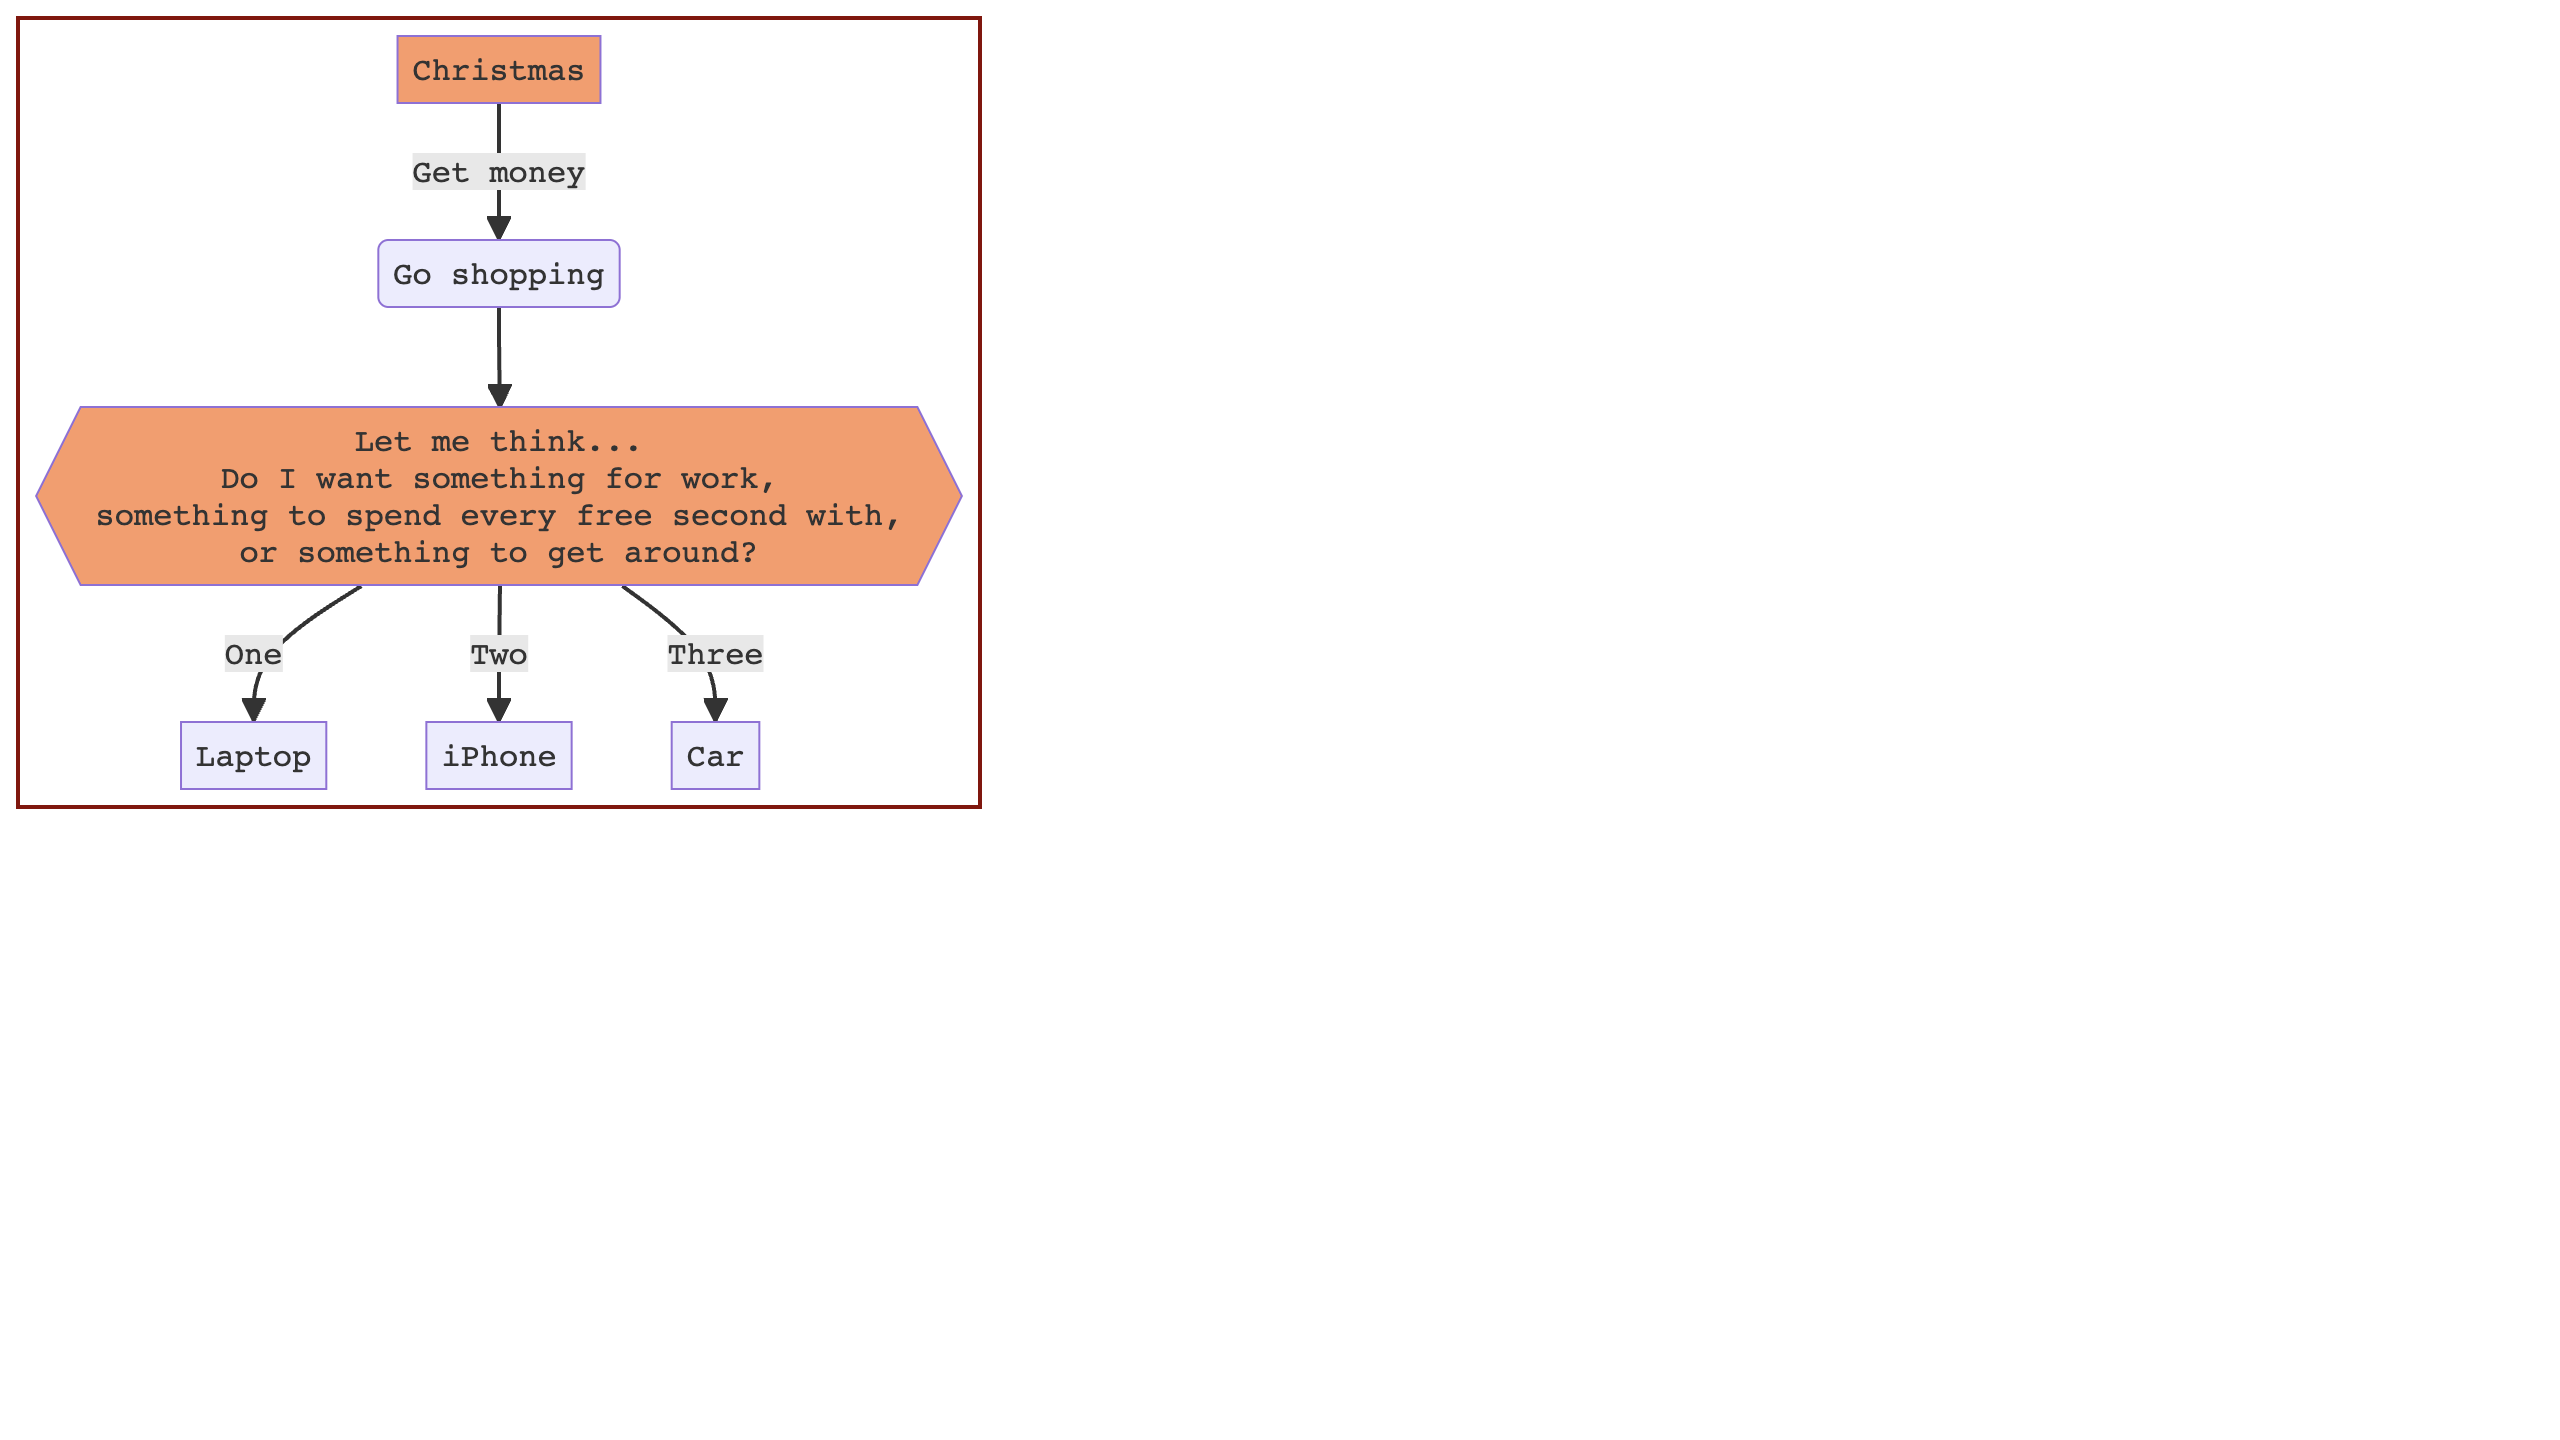 Christmas
Get money
Go shopping
Let me think...
Do I want something for work,
something to spend every free second with,
or something to get around?
One
Two
Three
Laptop
iPhone
Car